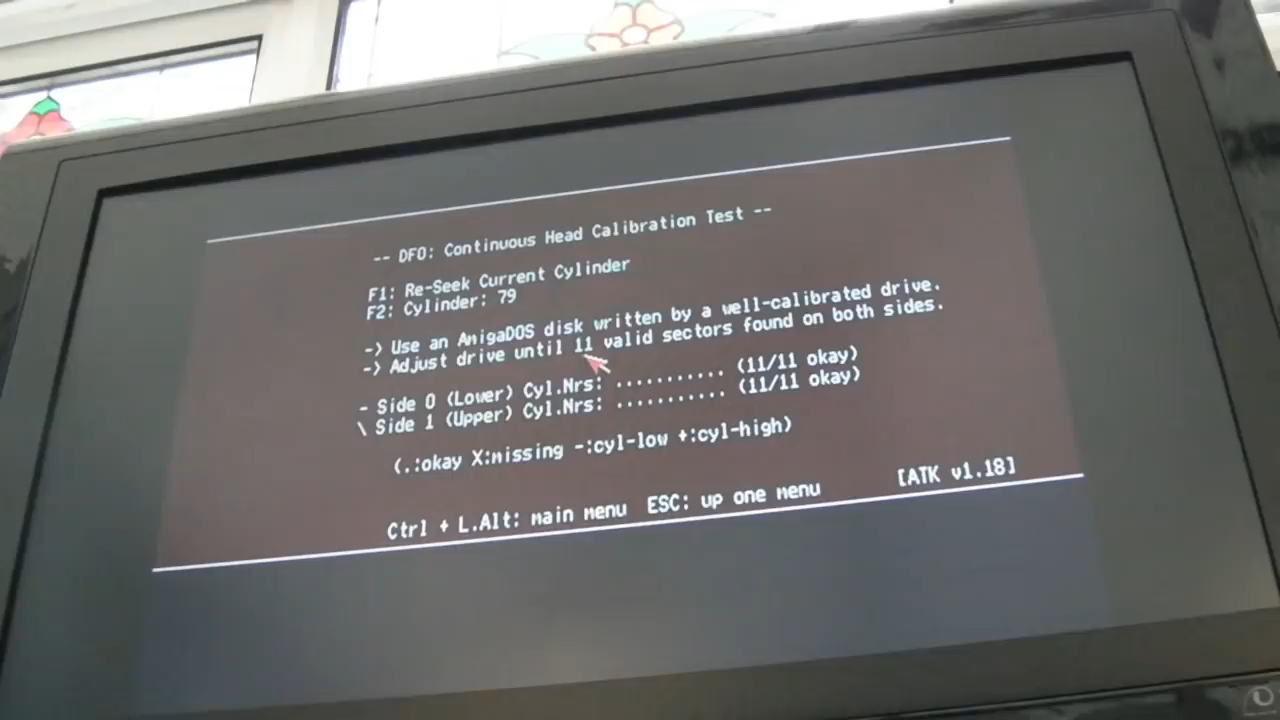 -- DF0: Continuous Head Calibration Test --
F1: Re-Seek Current Cylinder
F2: Cylinder: 79
-> Use an AmigaDOS disk written by a well-calibrated drive.
-> Adjust drive until 11 valid sectors found on both sides.
- Side 0 (Lower) Cyl.Nrs: ........... (11/11 okay)
\ Side 1 (Upper) Cyl.Nrs: ........... (11/11 okay)
(.:okay X:missing -:cyl-low +:cyl-high)
Ctrl + L.Alt: main menu ESC: up one menu [ATK v1.18]